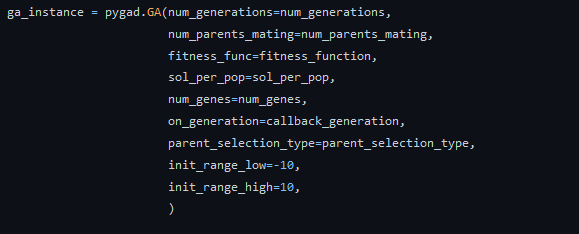 ga_instance = pygad.GA(num_generations=num_generations,
num_parents_mating=num_parents_mating,
fitness_func=fitness_function,
sol_per_pop=sol_per_pop,
num_genes=num_genes,
on_generation=callback_generation,
parent_selection_type=parent_selection_type,
init_range_low=-10,
init_range_high=10,
)